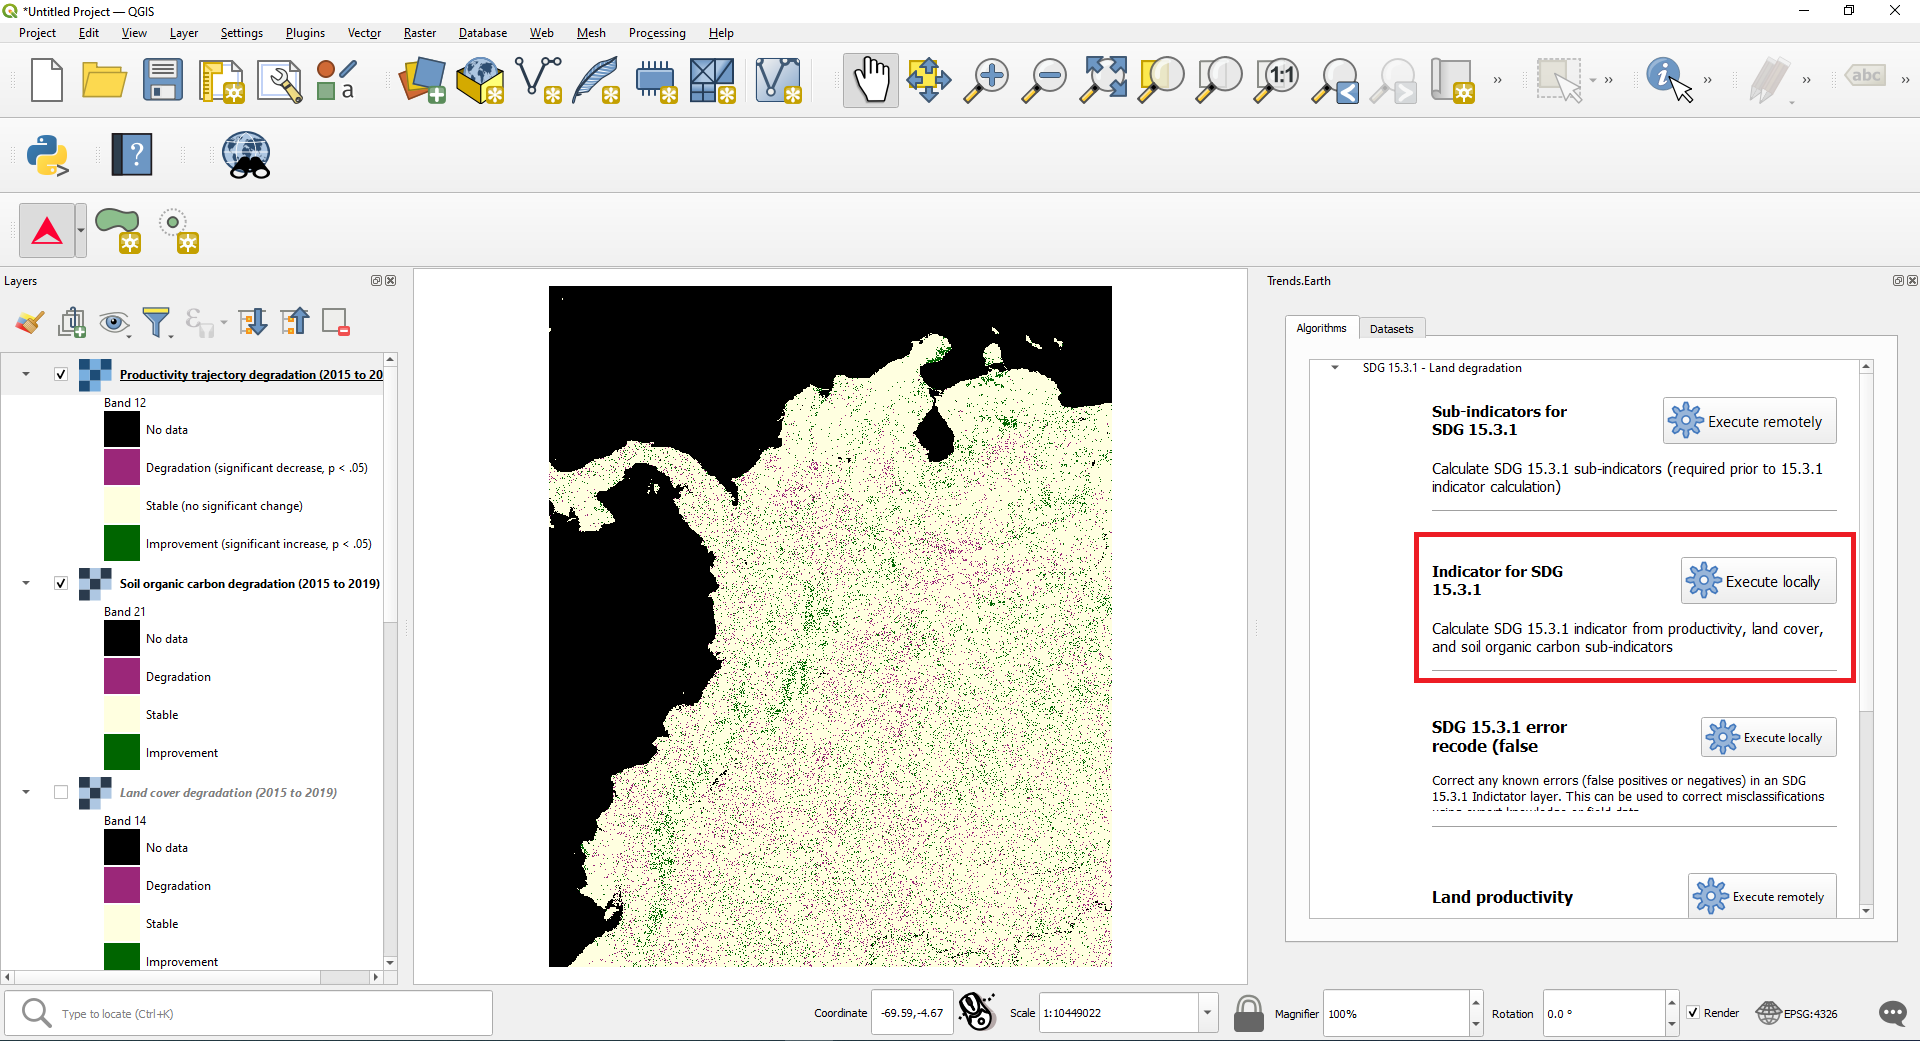 *Untitled Project — QGIS
Project Edit View Layer Settings Plugins Vector Raster Database Web Mesh Processing Help
a
1:1
i
abc
?
Layers
Productivity trajectory degradation (2015 to 20
Band 12
No data
Degradation (significant decrease, p < .05)
Stable (no significant change)
Improvement (significant increase, p < .05)
Soil organic carbon degradation (2015 to 2019)
Band 21
No data
Degradation
Stable
Improvement
Land cover degradation (2015 to 2019)
Band 14
No data
Degradation
Stable
Improvement
Trends.Earth
Algorithms Datasets
SDG 15.3.1 - Land degradation
Sub-indicators for
SDG 15.3.1
Execute remotely
Calculate SDG 15.3.1 sub-indicators (required prior to 15.3.1
indicator calculation)
Indicator for SDG
15.3.1
Execute locally
Calculate SDG 15.3.1 indicator from productivity, land cover,
and soil organic carbon sub-indicators
SDG 15.3.1 error
recode (false
Execute locally
Correct any known errors (false positives or negatives) in an SDG
15.3.1 Indictator layer. This can be used to correct misclassifications
Land productivity
Execute remotely
Type to locate (Ctrl+K)
Coordinate -69.59,-4.67 Scale 1:10449022 Magnifier 100% Rotation 0.0 ° Render EPSG:4326